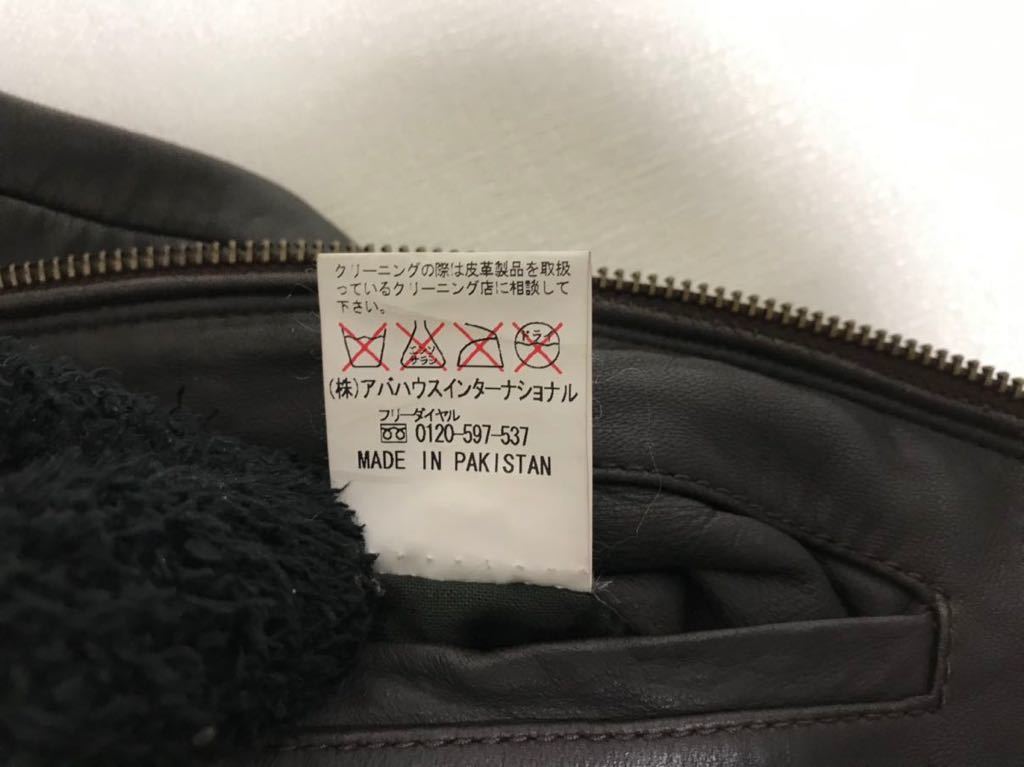 クリーニングの際は皮革製品を取扱
っているクリーニング店に相談して
下さい。
エンソ
サラシ
ドライ
(株)アバハウスインターナショナル
フリーダイヤル
0120-597-537
MADE IN PAKISTAN